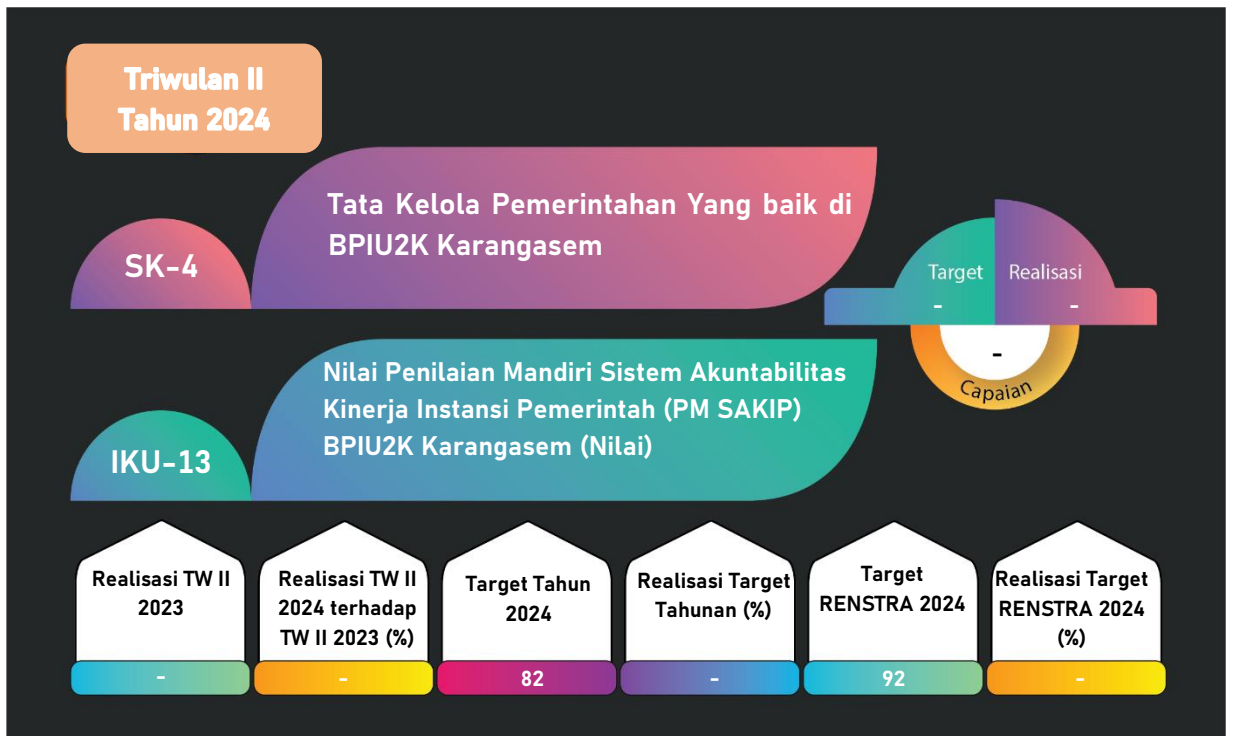 Triwulan II
Tahun 2024
SK-4
Tata Kelola Pemerintahan Yang baik di
BPIU2K Karangasem
Target
Realisasi
-
-
-
Capaian
IKU-13
Nilai Penilaian Mandiri Sistem Akuntabilitas
Kinerja Instansi Pemerintah (PM SAKIP)
BPIU2K Karangasem (Nilai)
Realisasi TW II
2023
-
Realisasi TW II
2024 terhadap
TW II 2023 (%)
-
Target Tahun
2024
82
Realisasi Target
Tahunan (%)
-
Target
RENSTRA 2024
92
Realisasi Target
RENSTRA 2024
(%)
-